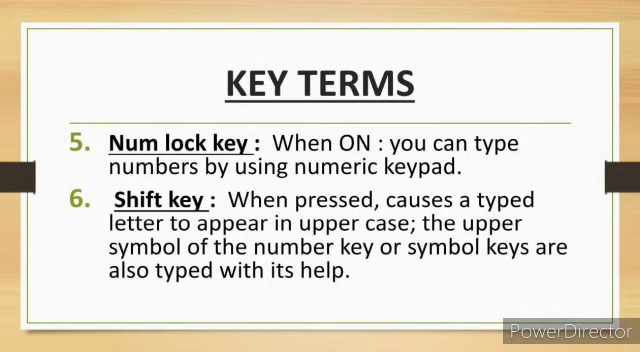 KEY TERMS
5. Num lock key : When ON : you can type
numbers by using numeric keypad.
6. Shift key : When pressed, causes a typed
letter to appear in upper case; the upper
symbol of the number key or symbol keys are
also typed with its help.
PowerDirector